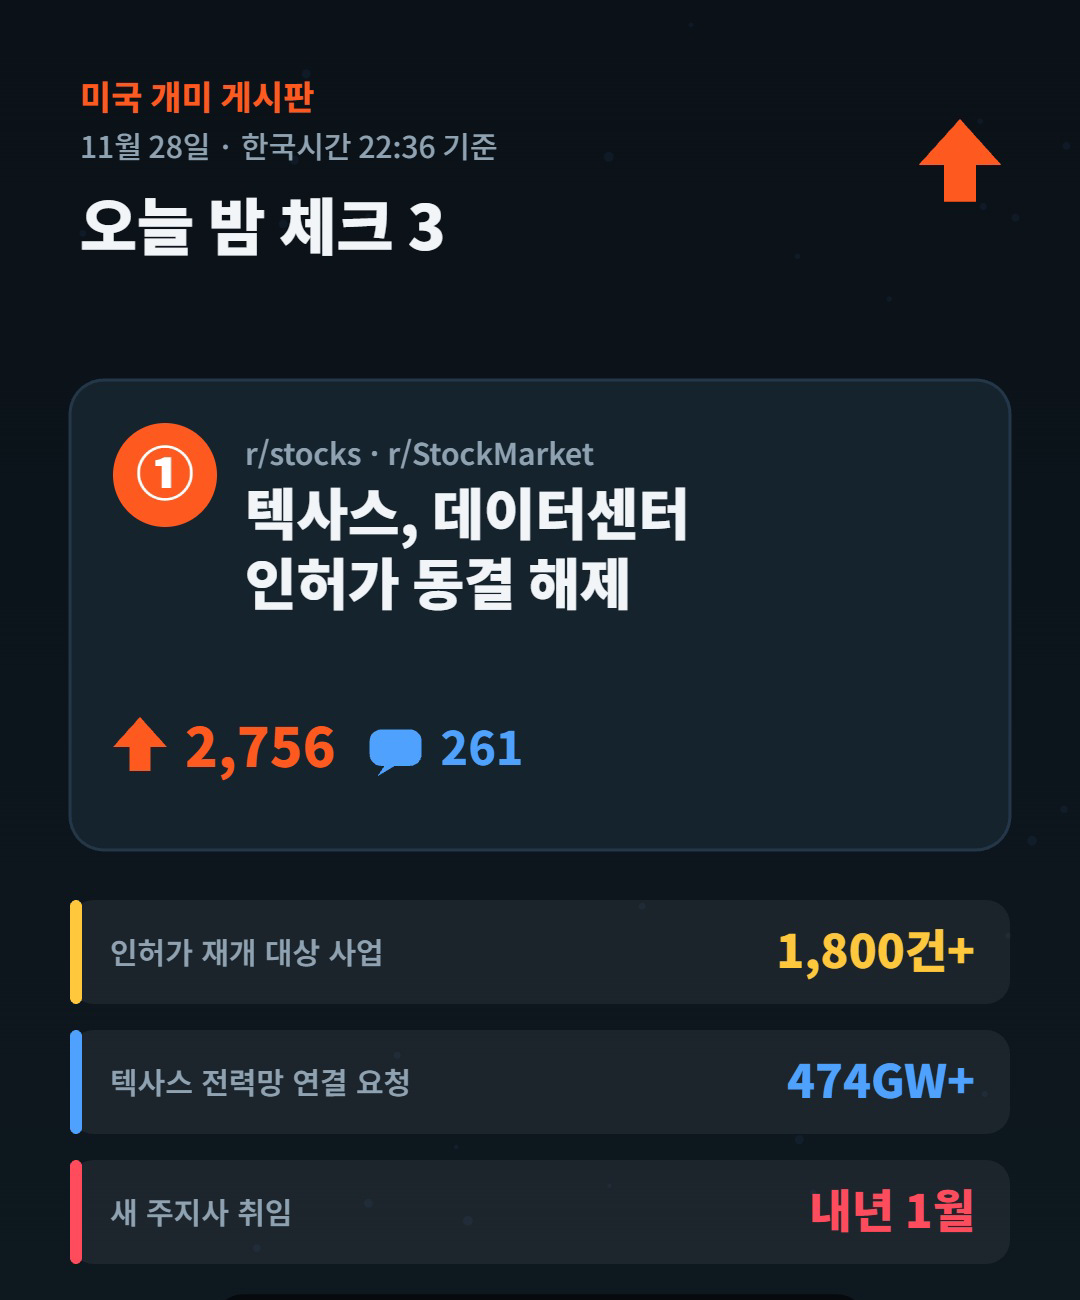 미국 개미 게시판
11월 28일 · 한국시간 22:36 기준
오늘 밤 체크 3
①
r/stocks · r/StockMarket
텍사스, 데이터센터
인허가 동결 해제
2,756 261
인허가 재개 대상 사업 1,800건+
텍사스 전력망 연결 요청 474GW+
새 주지사 취임 내년 1월